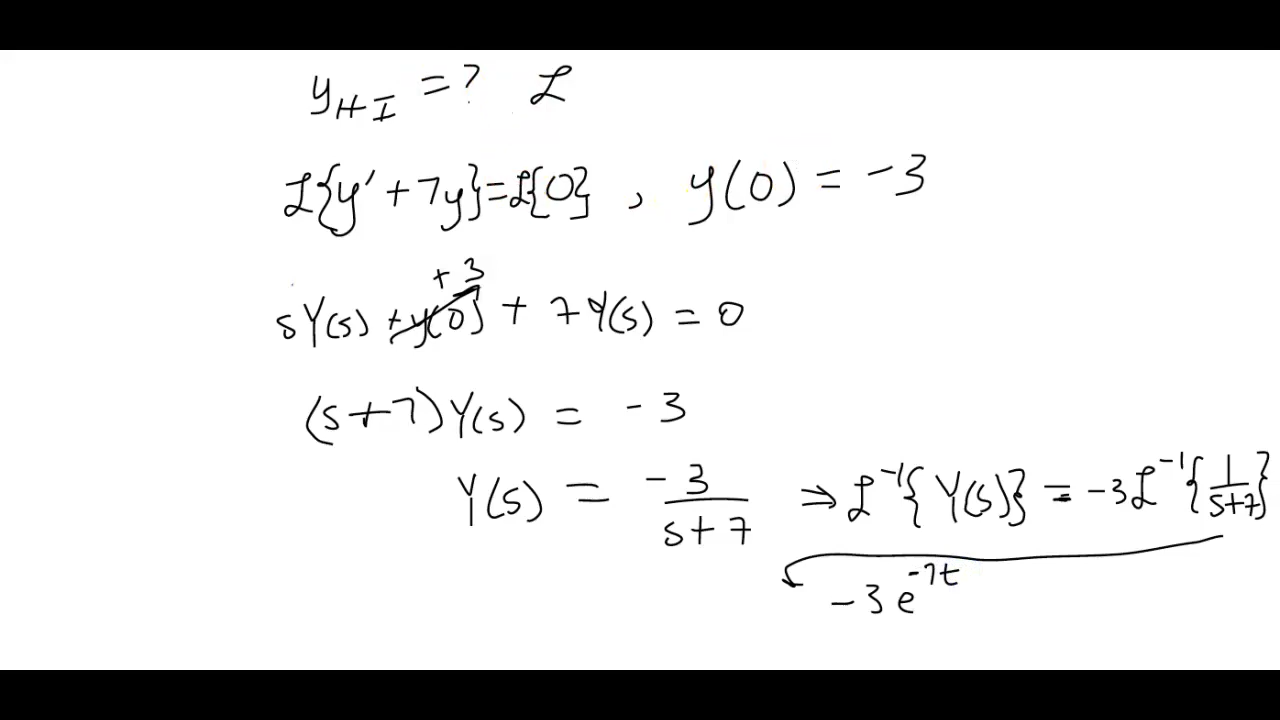 y_{H I} = ? ℒ
ℒ{y' + 7y} = ℒ{0} , y(0) = -3
+ 3
sY(s) + y(0) + 7Y(s) = 0
(s+7)Y(s) = -3
Y(s) = -3/(s+7) ⇒ ℒ⁻¹{Y(s)} = -3ℒ⁻¹{1/(s+7)}
-3e^{-7t}